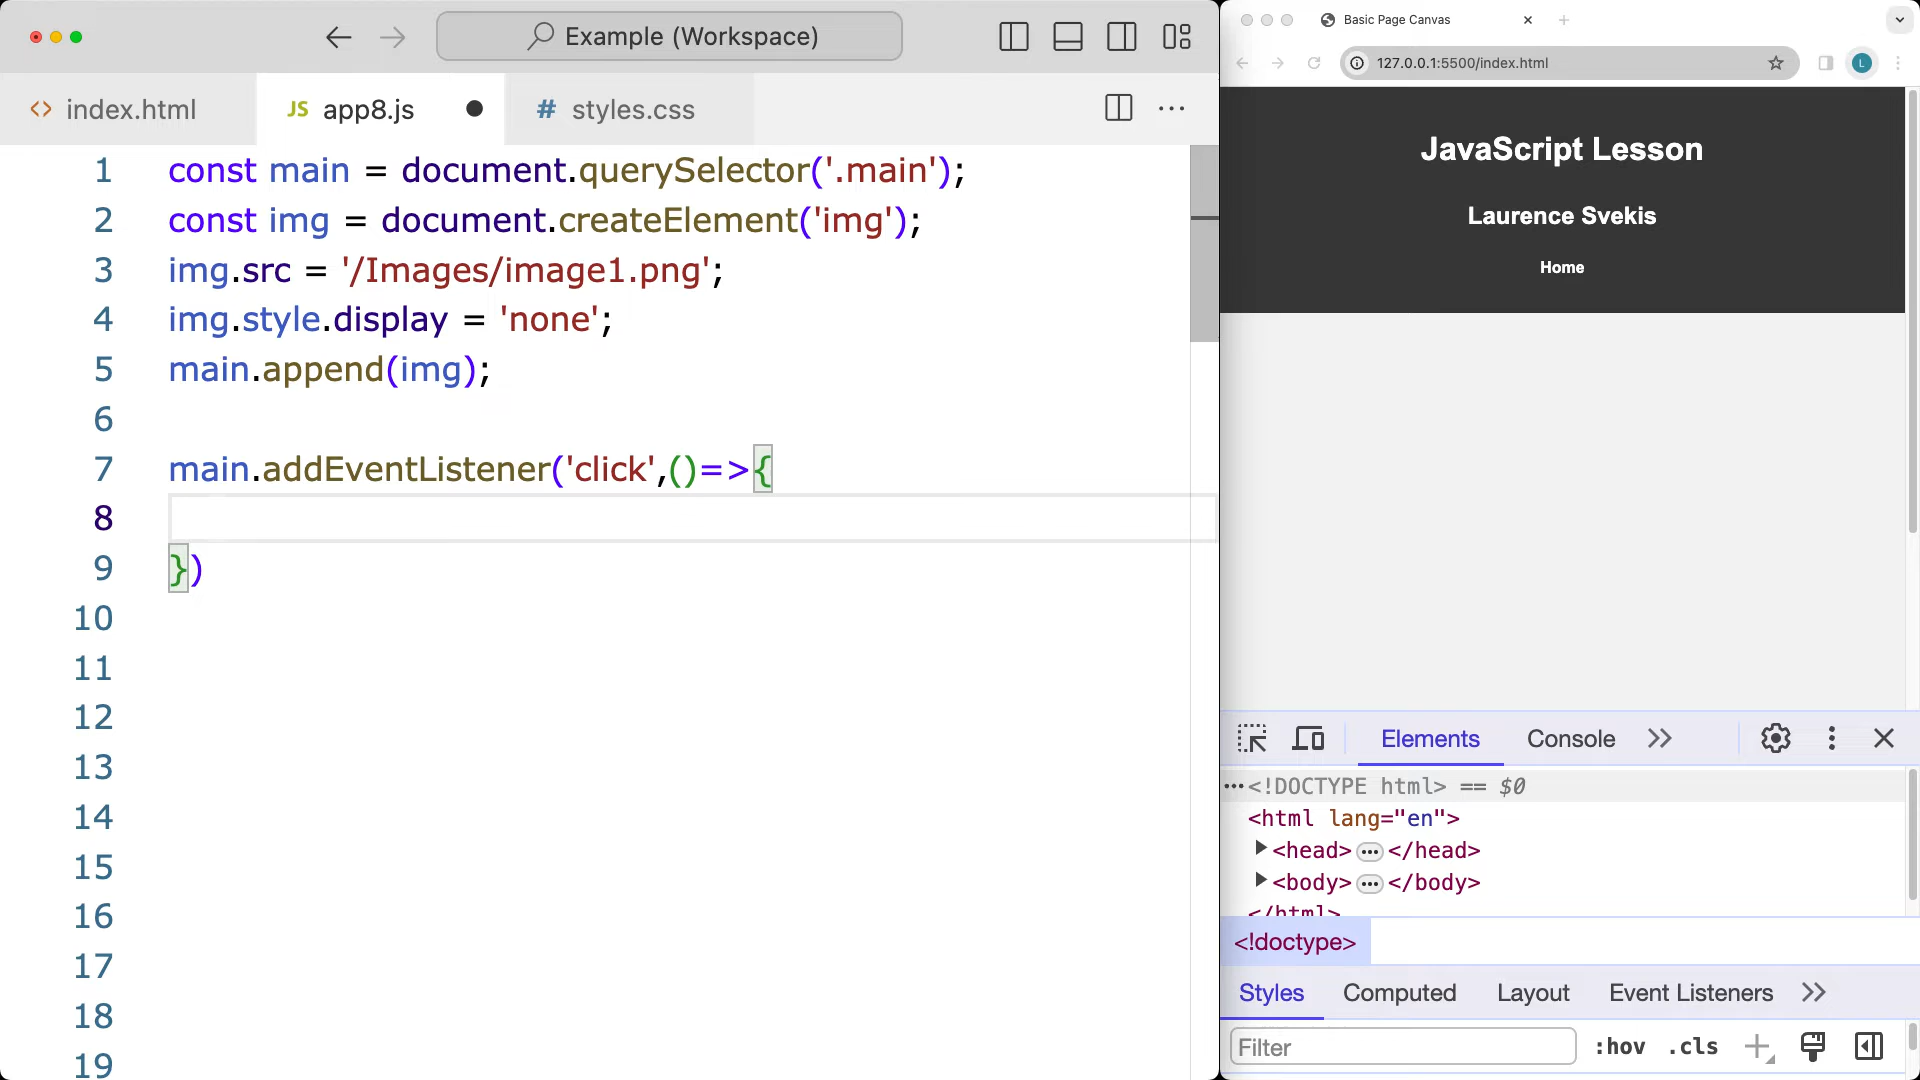 Example (Workspace)
index.html
JS app8.js
# styles.css
1 const main = document.querySelector('.main');
2 const img = document.createElement('img');
3 img.src = '/Images/image1.png';
4 img.style.display = 'none';
5 main.append(img);
6
7 main.addEventListener('click',()=>{
8
9 })
10
11
12
13
14
15
16
17
18
19
Basic Page Canvas
127.0.0.1:5500/index.html
L
JavaScript Lesson
Laurence Svekis
Home
Elements Console
<!DOCTYPE html> == $0
<html lang="en">
<head> </head>
<body> </body>
</html>
<!doctype>
Styles Computed Layout Event Listeners
Filter :hov .cls